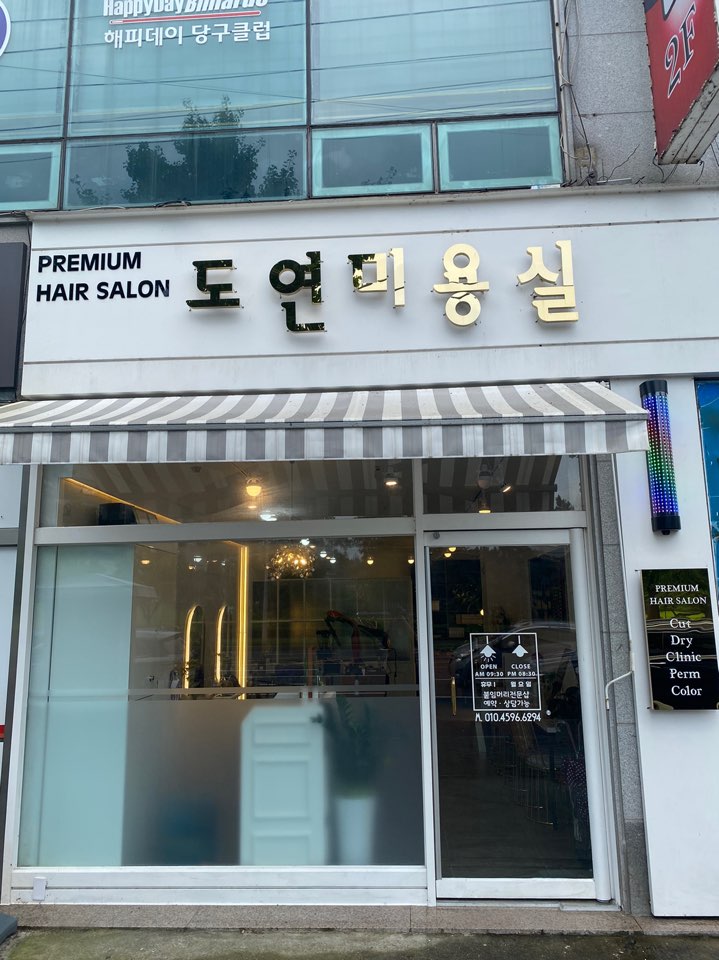 HappyDay Billiards
해피데이 당구클럽
2F
PREMIUM
HAIR SALON
도연미용실
PREMIUM
HAIR SALON
Cut
Dry
Clinic
Perm
Color
OPEN CLOSE
AM 09:30 PM 08:30
휴무 | 월요일
붙임머리전문샵
예약·상담가능
M. 010.4596.6294